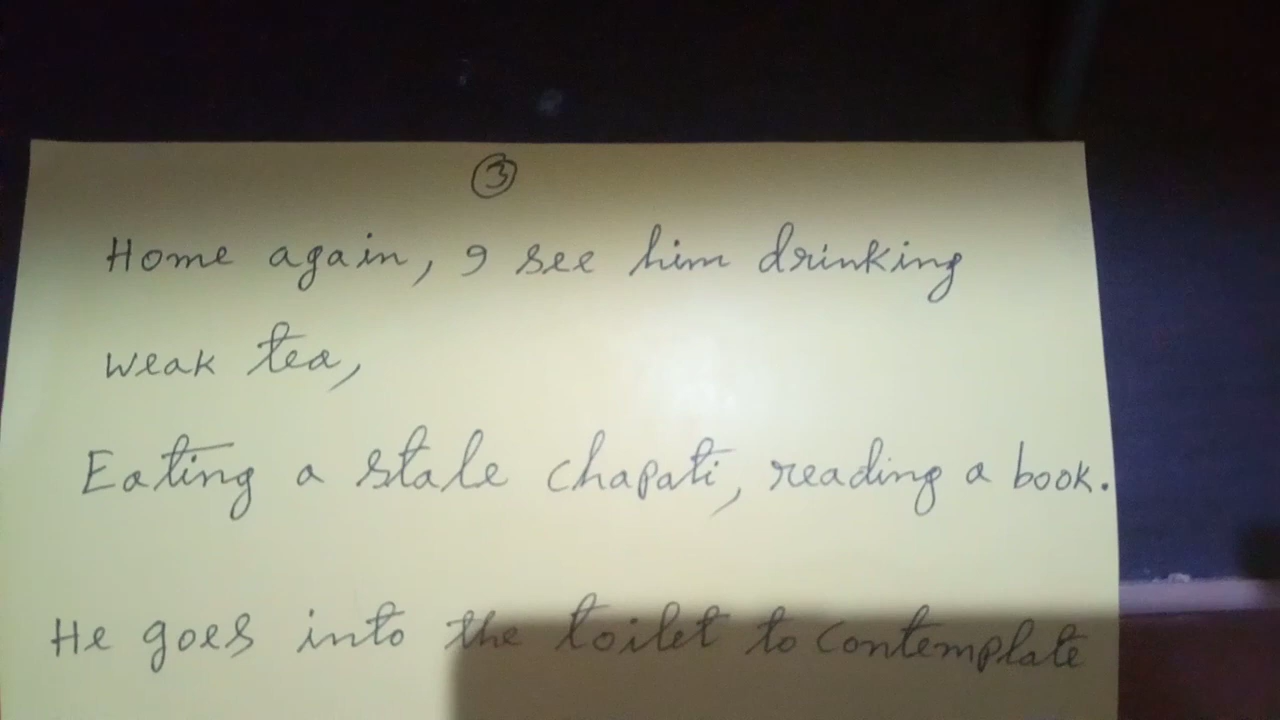 3
Home again, I see him drinking
weak tea,
Eating a stale chapati, reading a book.
He goes into the toilet to contemplate